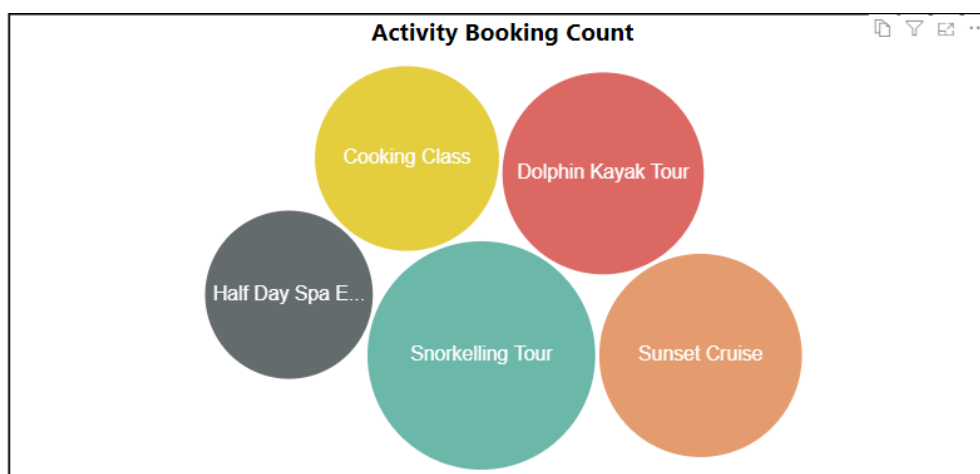 Activity Booking Count
Cooking Class
Dolphin Kayak Tour
Half Day Spa E...
Snorkelling Tour
Sunset Cruise